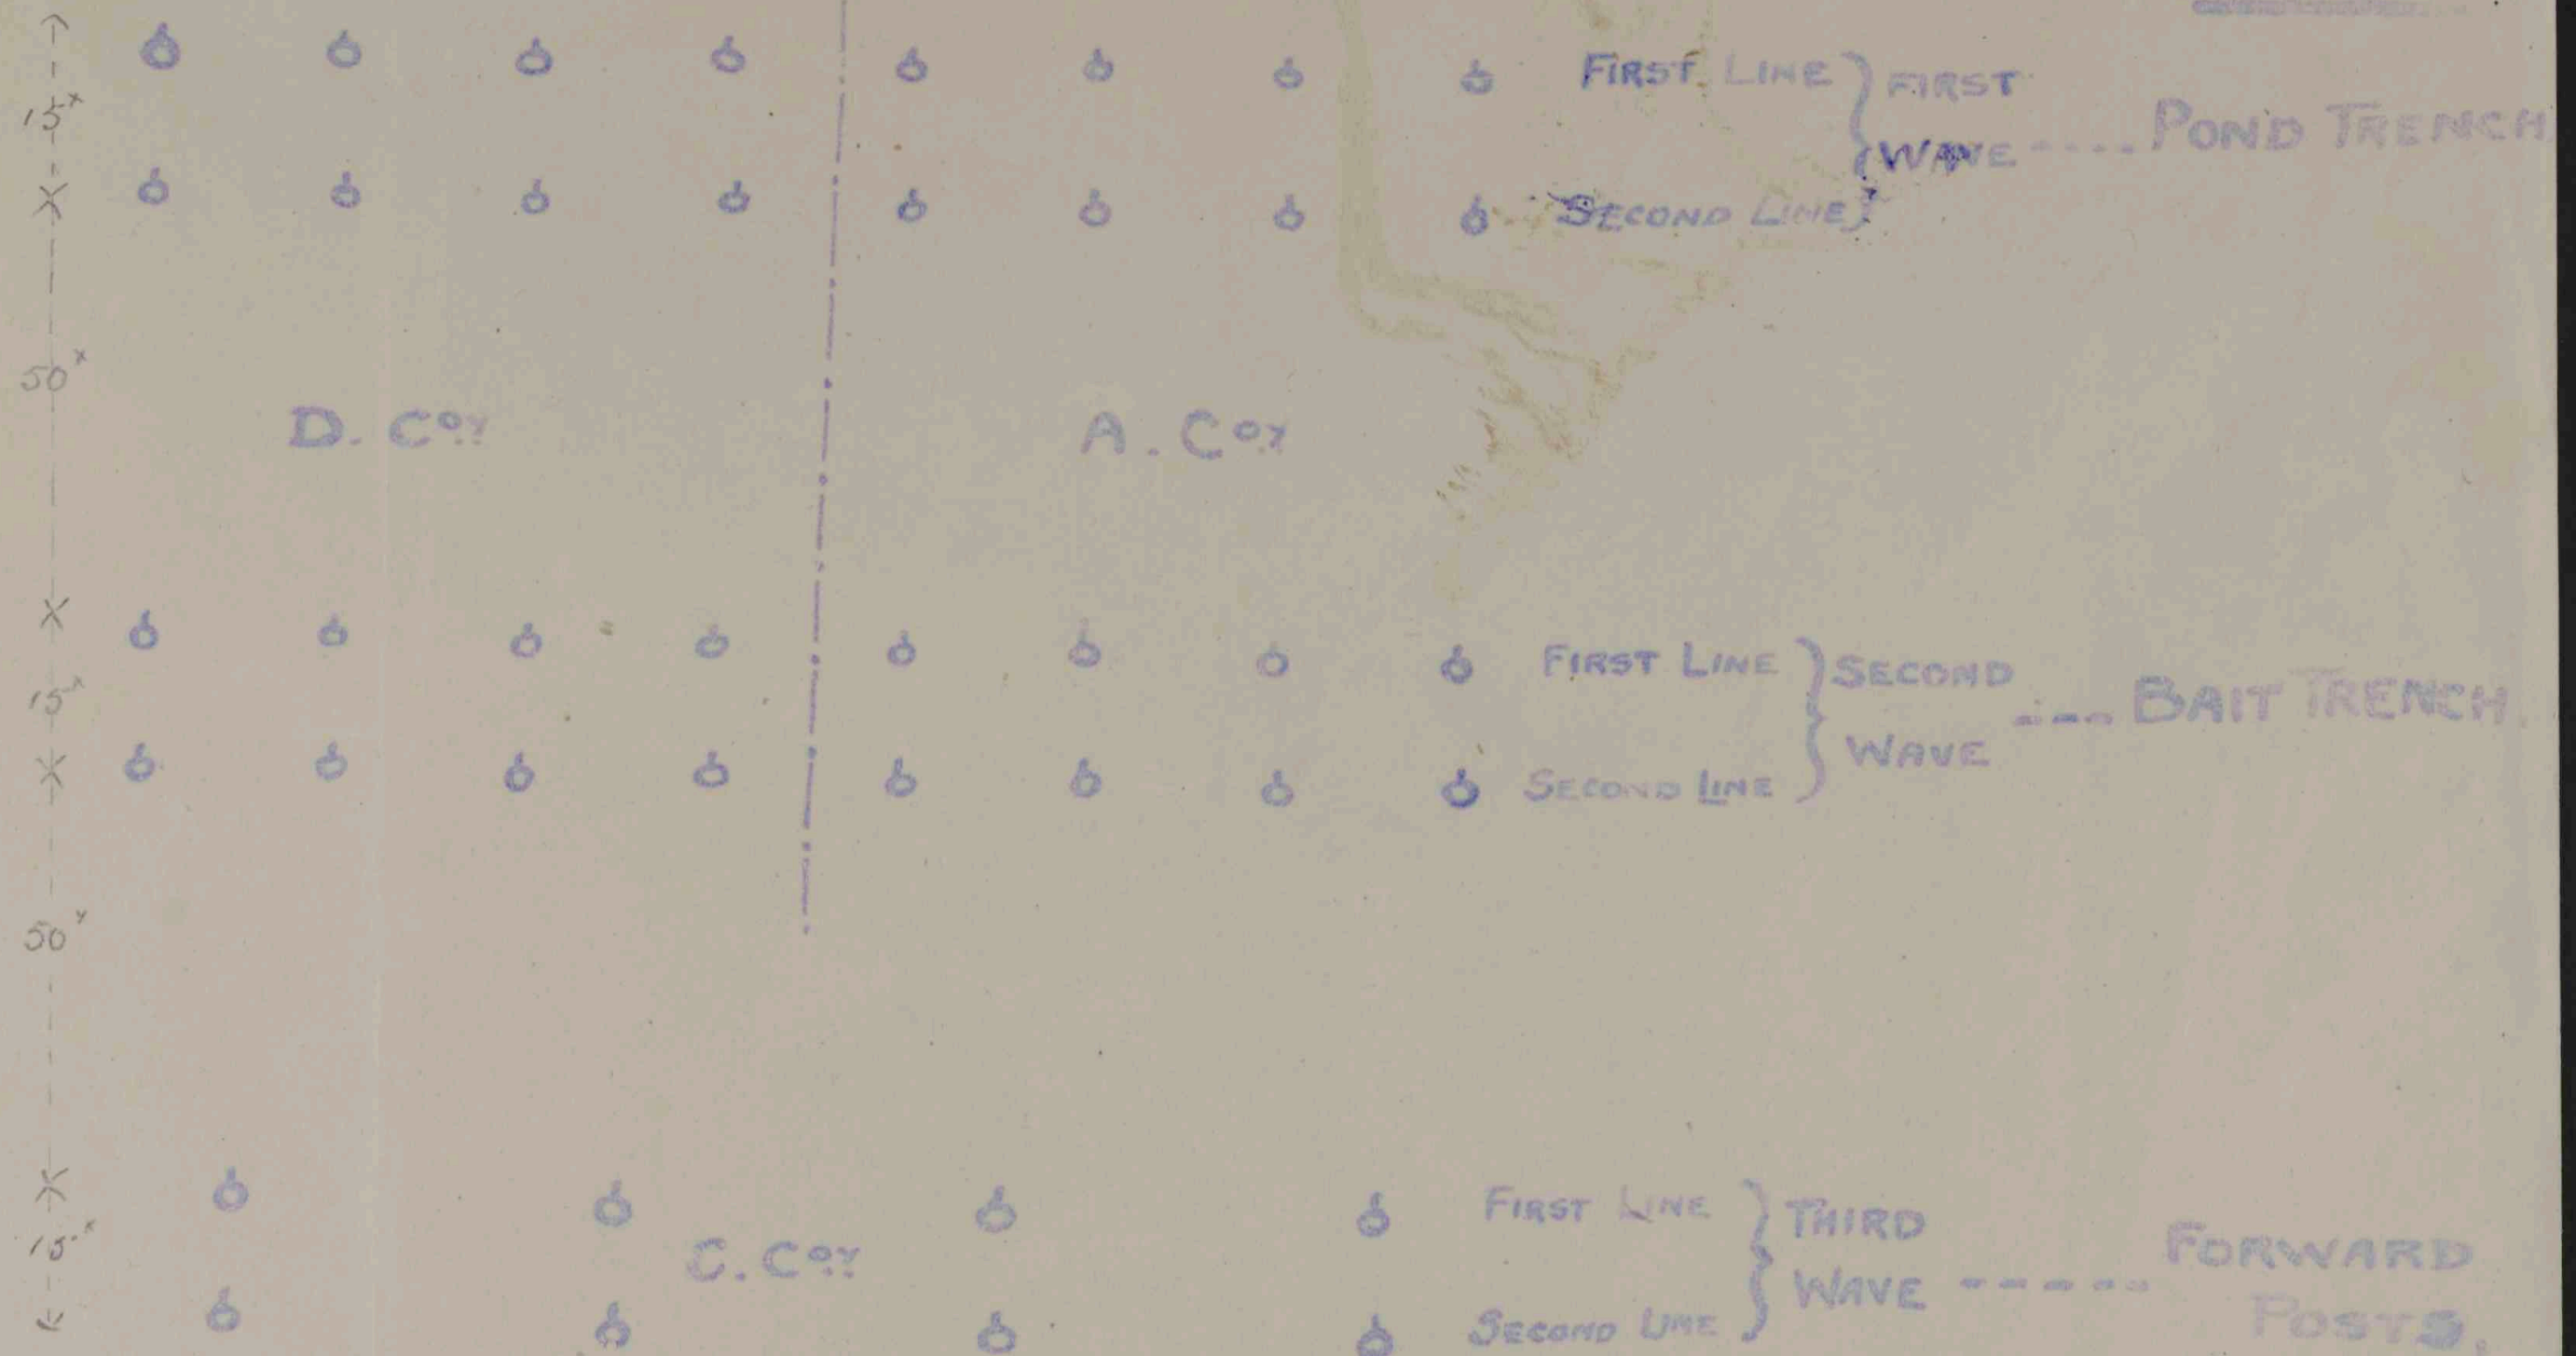 FIRST LINE } FIRST
15x
WAVE ---- POND TRENCH
SECOND LINE }
50x
D. Coy A. Coy
FIRST LINE } SECOND
15x
WAVE --- BAIT TRENCH.
SECOND LINE
50x
FIRST LINE } THIRD
15x
C. Coy
WAVE ----- FORWARD
POSTS.
SECOND LINE